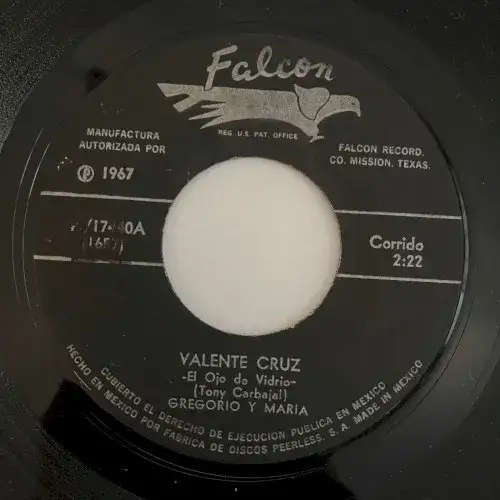 Falcon
REG. U.S. PAT. OFFICE
MANUFACTURA
AUTORIZADA POR
FALCON RECORD.
CO. MISSION, TEXAS.
℗ 1967
Corrido
2:22
VALENTE CRUZ
-El Ojo de Vidrio-
(Tony Carbajal)
GREGORIO Y MARIA
CUBIERTO EL DERECHO DE EJECUCION PUBLICA EN MEXICO
HECHO EN MEXICO POR FABRICA DE DISCOS PEERLESS. S.A. MADE IN MEXICO.